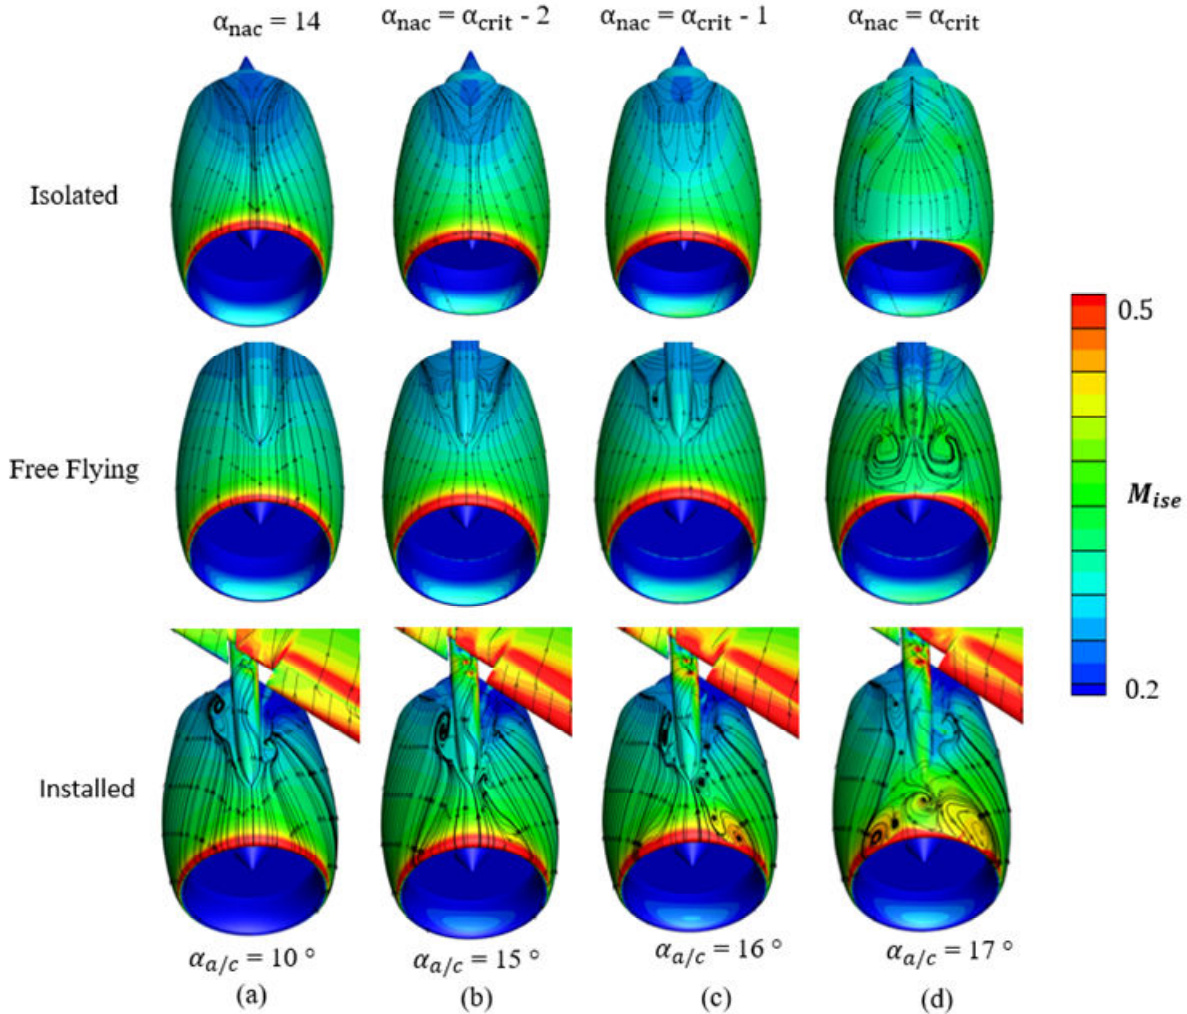 αnac = 14 αnac = αcrit - 2 αnac = αcrit - 1 αnac = αcrit
Isolated
0.5
Free Flying
Mise
0.2
Installed
αa/c = 10 ° αa/c = 15 ° αa/c = 16 ° αa/c = 17 °
(a) (b) (c) (d)